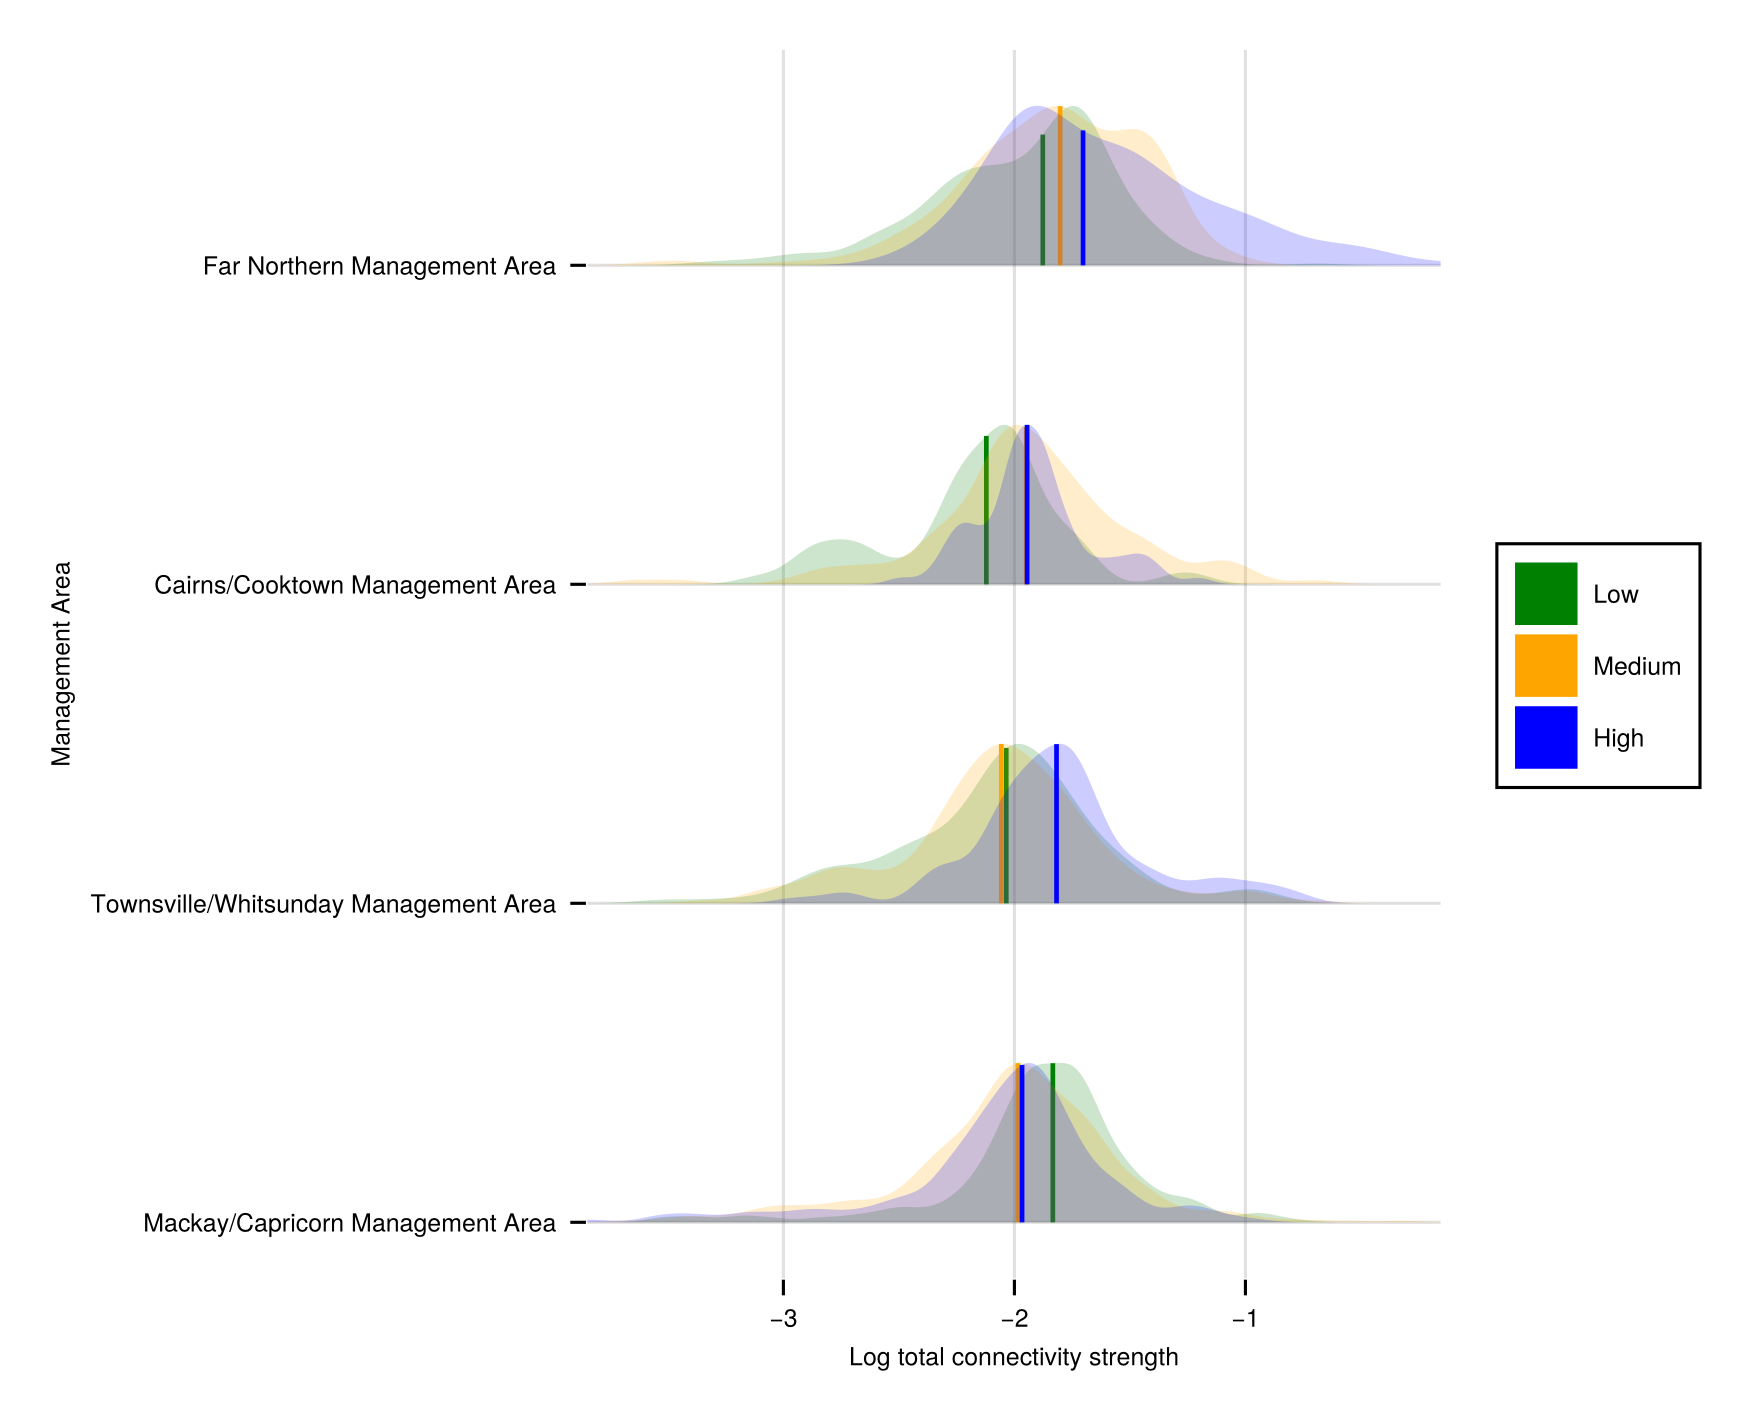 Far Northern Management Area
Cairns/Cooktown Management Area
Townsville/Whitsunday Management Area
Mackay/Capricorn Management Area
Management Area
−3
−2
−1
Log total connectivity strength
Low
Medium
High